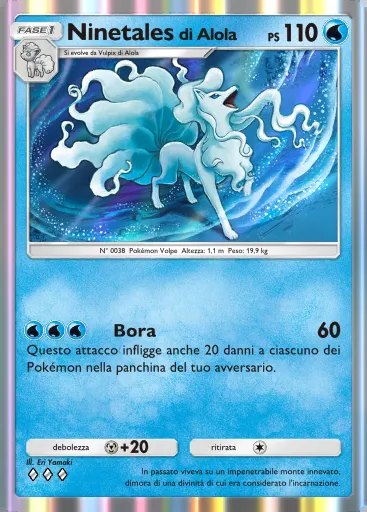 FASE 1
Ninetales di Alola
PS 110
Si evolve da Vulpix di Alola
N° 0038 Pokémon Volpe Altezza: 1,1 m Peso: 19,9 kg
Bora 60
Questo attacco infligge anche 20 danni a ciascuno dei
Pokémon nella panchina del tuo avversario.
debolezza +20 ritirata
Ill. Eri Yamaki
In passato viveva su un impenetrabile monte innevato,
dimora di una divinità di cui era considerato l'incarnazione.